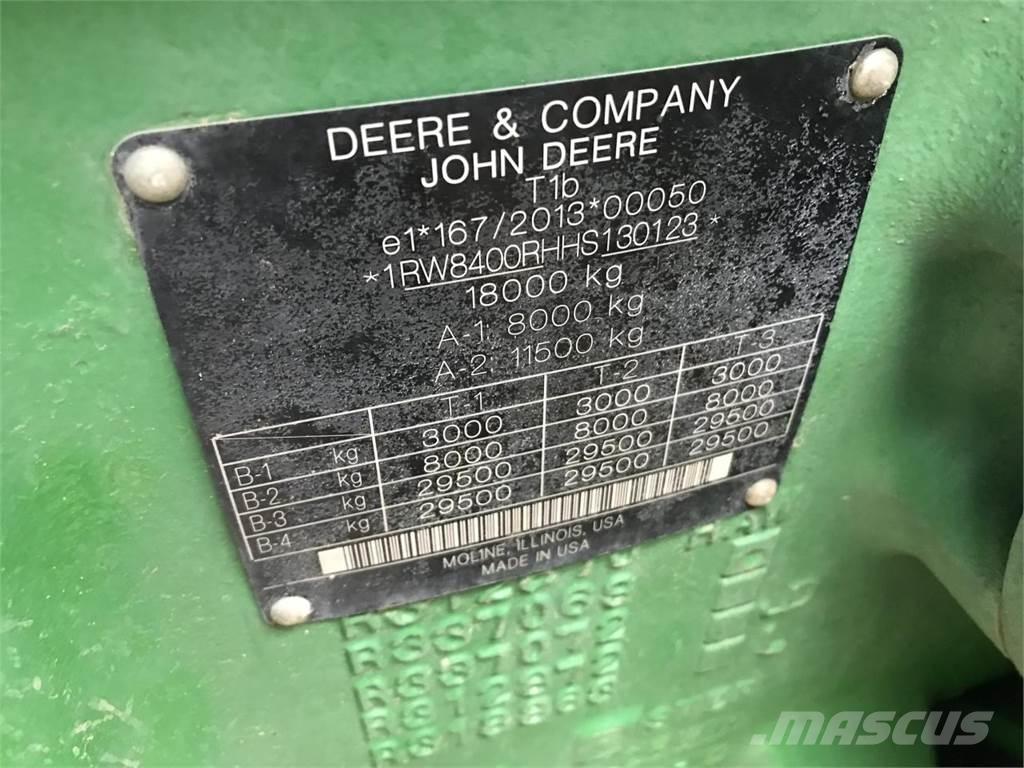 DEERE & COMPANY
JOHN DEERE
T1b
e1*167/2013*00050
*1RW8400RHHS130123*
18000 kg
A-1: 8000 kg
A-2: 11500 kg
T-1 T-2 T-3
B-1 kg 3000 3000 3000
B-2 kg 8000 8000 8000
B-3 kg 29500 29500 29500
B-4 kg 29500 29500 29500
MOLINE, ILLINOIS, USA
MADE IN USA
MASCUS